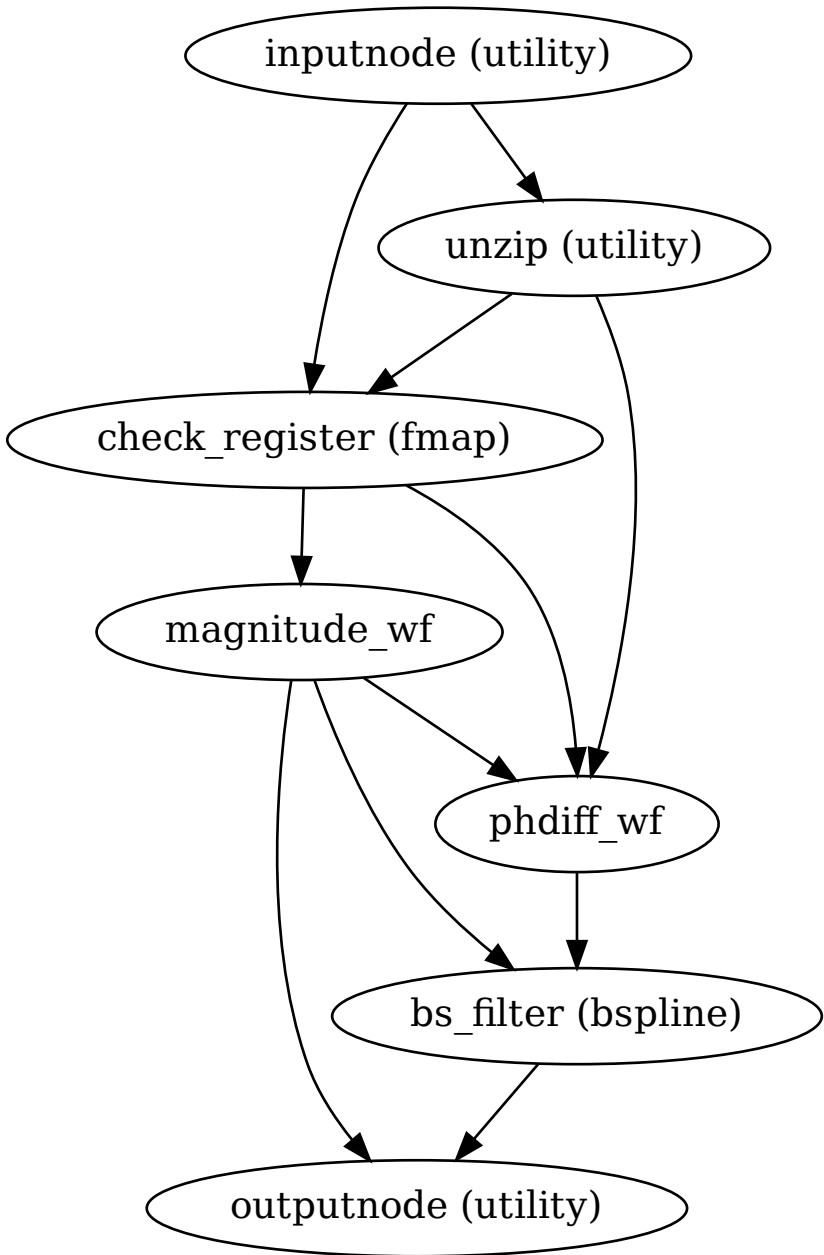 inputnode (utility)
unzip (utility)
check_register (fmap)
magnitude_wf
phdiff_wf
bs_filter (bspline)
outputnode (utility)